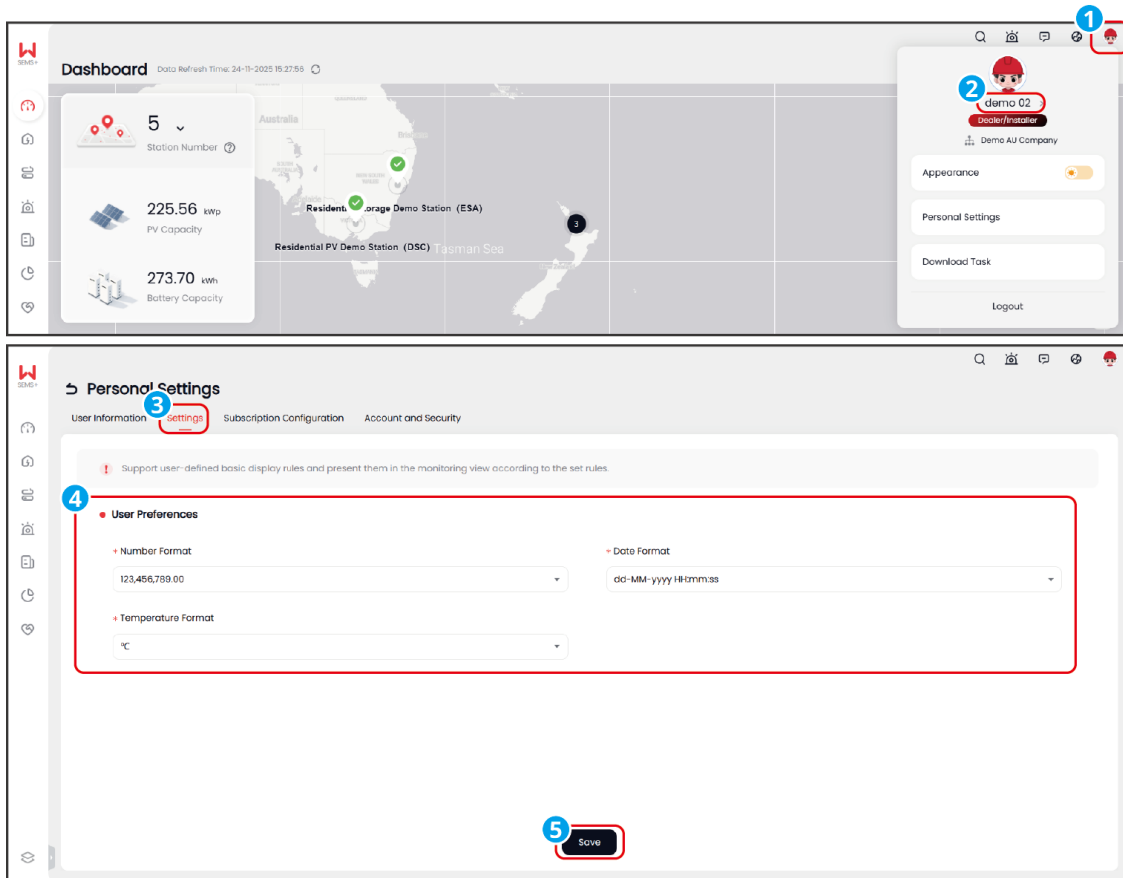 1
SEMS+
Dashboard Data Refresh Time: 24-11-2025 15:27:56
2
demo 02 >
Dealer/Installer
Demo AU Company
5
Station Number
Australia
225.56 kWp
PV Capacity
Residential Storage Demo Station (ESA)
3
Residential PV Demo Station (DSC) Tasman Sea
273.70 kWh
Battery Capacity
Appearance
Personal Settings
Download Task
Logout
SEMS+
Personal Settings
3
User Information Settings Subscription Configuration Account and Security
! Support user-defined basic display rules and present them in the monitoring view according to the set rules.
4
User Preferences
* Number Format * Date Format
123,456,789.00 dd-MM-yyyy HH:mm:ss
* Temperature Format
℃
5
Save